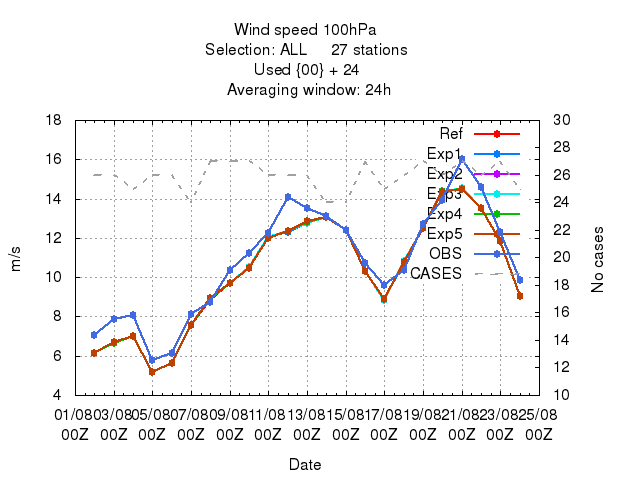 Wind speed 100hPa
Selection: ALL 27 stations
Used {00} + 24
Averaging window: 24h
18 30
16 28
14 26
12 24
10 22
8 20
6 18
4 16
14
12
10
m/s
No cases
Ref
Exp1
Exp2
Exp3
Exp4
Exp5
OBS
CASES
01/08 03/08 05/08 07/08 09/08 11/08 13/08 15/08 17/08 19/08 21/08 23/08 25/08
00Z 00Z 00Z 00Z 00Z 00Z 00Z 00Z 00Z 00Z 00Z 00Z 00Z
Date